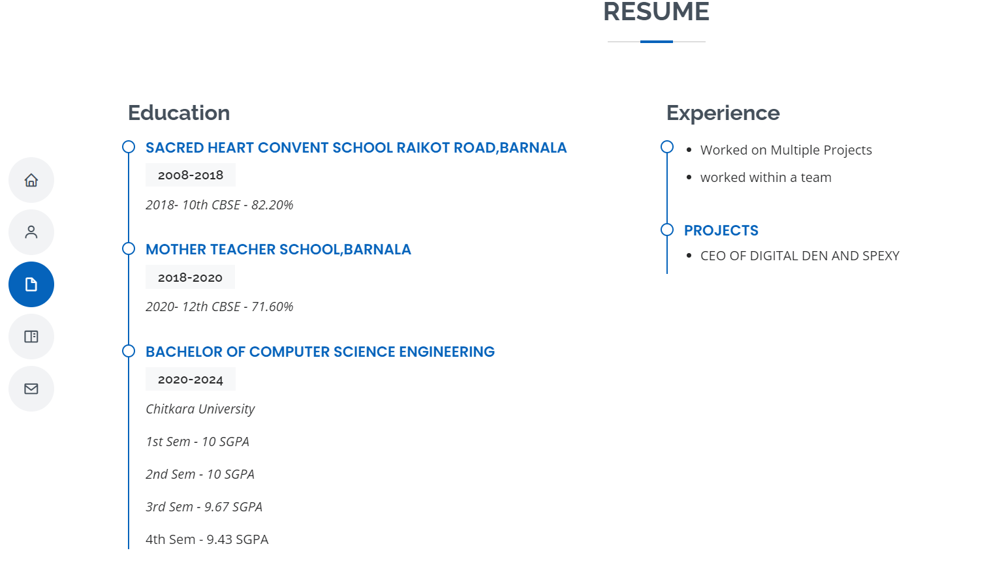 RESUME
Education
SACRED HEART CONVENT SCHOOL RAIKOT ROAD,BARNALA
2008-2018
2018- 10th CBSE - 82.20%
MOTHER TEACHER SCHOOL,BARNALA
2018-2020
2020- 12th CBSE - 71.60%
BACHELOR OF COMPUTER SCIENCE ENGINEERING
2020-2024
Chitkara University
1st Sem - 10 SGPA
2nd Sem - 10 SGPA
3rd Sem - 9.67 SGPA
4th Sem - 9.43 SGPA
Experience
Worked on Multiple Projects
worked within a team
PROJECTS
CEO OF DIGITAL DEN AND SPEXY